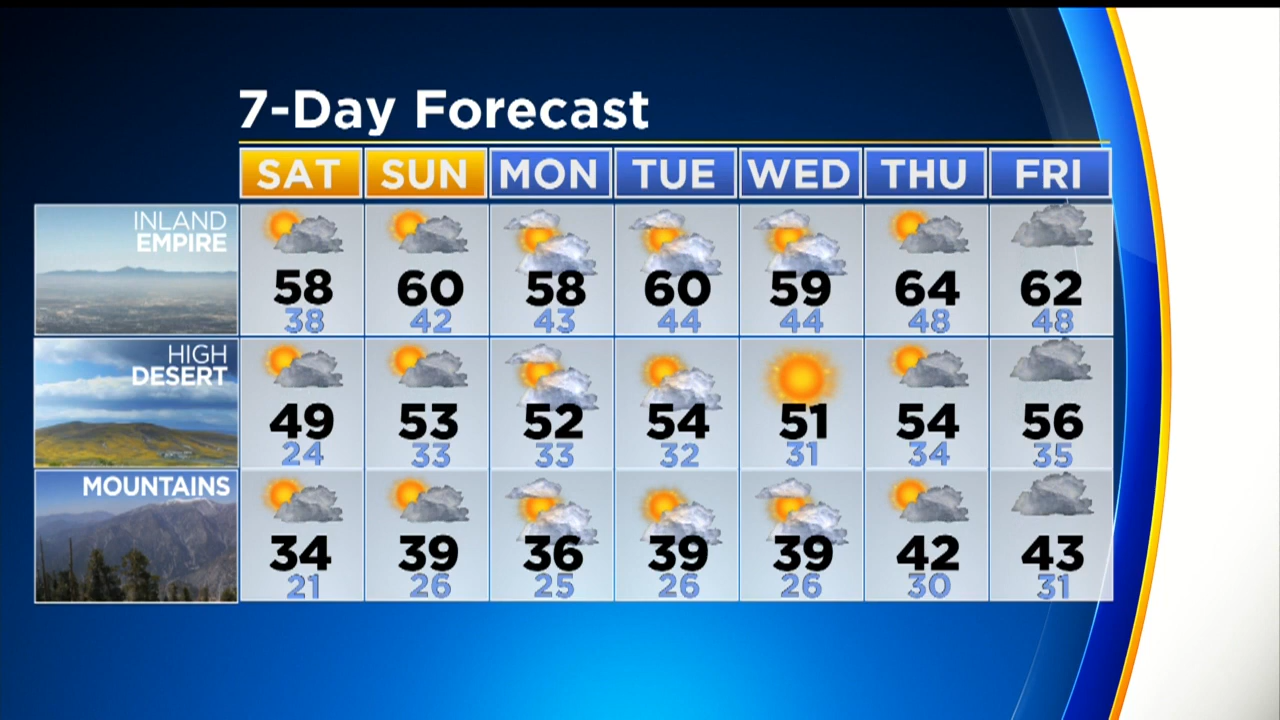 7-Day Forecast
SAT SUN MON TUE WED THU FRI
INLAND
EMPIRE
58 60 58 60 59 64 62
38 42 43 44 44 48 48
HIGH
DESERT
49 53 52 54 51 54 56
24 33 33 32 31 34 35
MOUNTAINS
34 39 36 39 39 42 43
21 26 25 26 26 30 31